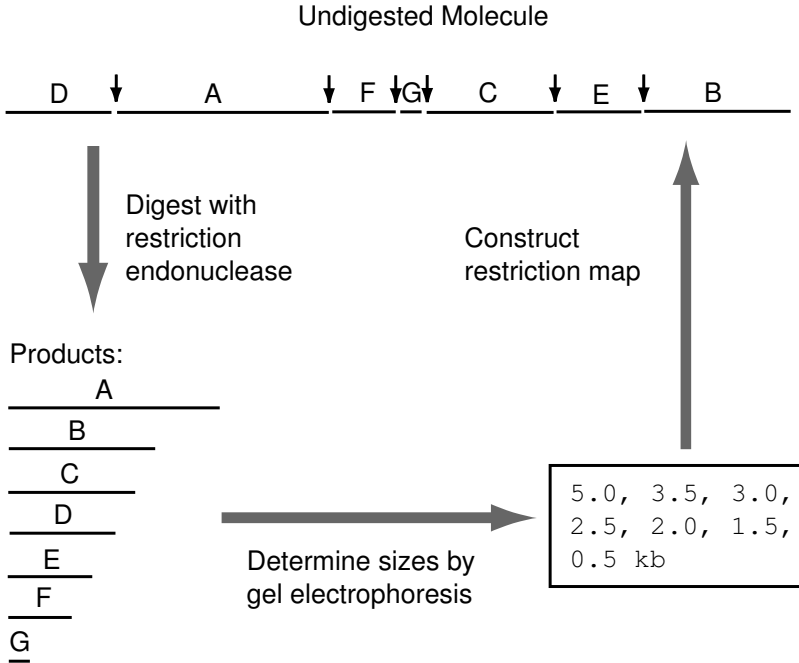 Undigested Molecule
D A F G C E B
Digest with
restriction
endonuclease
Construct
restriction map
Products:
A
B
C
D
E
F
G
Determine sizes by
gel electrophoresis
5.0, 3.5, 3.0,
2.5, 2.0, 1.5,
0.5 kb